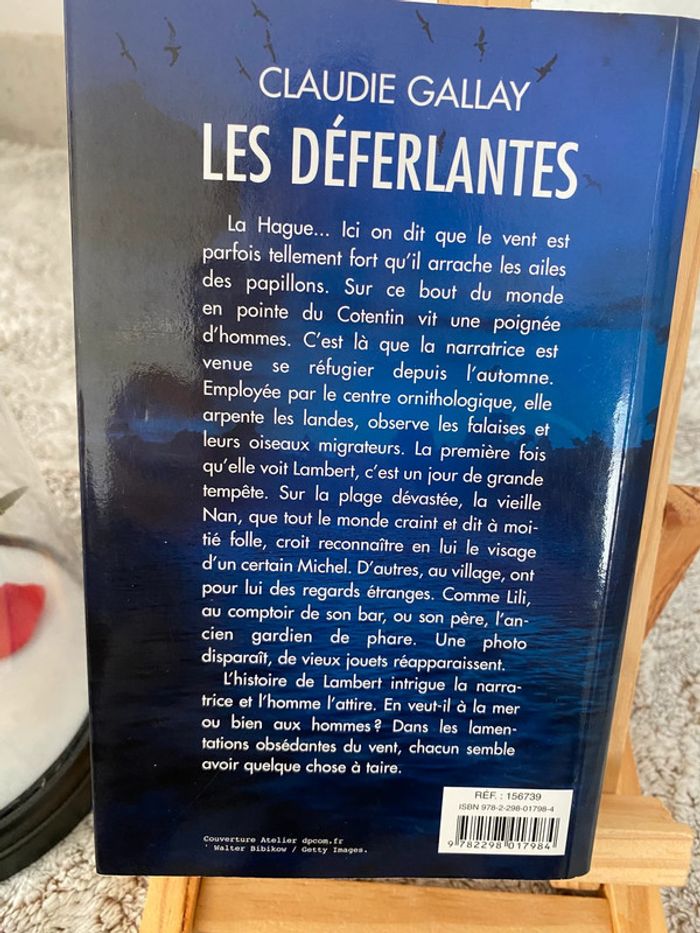 CLAUDIE GALLAY
LES DÉFERLANTES
La Hague... Ici on dit que le vent est
parfois tellement fort qu'il arrache les ailes
des papillons. Sur ce bout du monde
en pointe du Cotentin vit une poignée
d'hommes. C'est là que la narratrice est
venue se réfugier depuis l'automne.
Employée par le centre ornithologique, elle
arpente les landes, observe les falaises et
leurs oiseaux migrateurs. La première fois
qu'elle voit Lambert, c'est un jour de grande
tempête. Sur la plage dévastée, la vieille
Nan, que tout le monde craint et dit à moi-
tié folle, croit reconnaître en lui le visage
d'un certain Michel. D'autres, au village, ont
pour lui des regards étranges. Comme Lili,
au comptoir de son bar, ou son père, l'an-
cien gardien de phare. Une photo
disparaît, de vieux jouets réapparaissent.
L'histoire de Lambert intrigue la narra-
trice et l'homme l'attire. En veut-il à la mer
ou bien aux hommes ? Dans les lamen-
tations obsédantes du vent, chacun semble
avoir quelque chose à taire.
RÉF. : 156739
ISBN 978-2-298-01798-4
9 782298 017984
Couverture Atelier dpcom.fr
' Walter Bibikow / Getty Images.